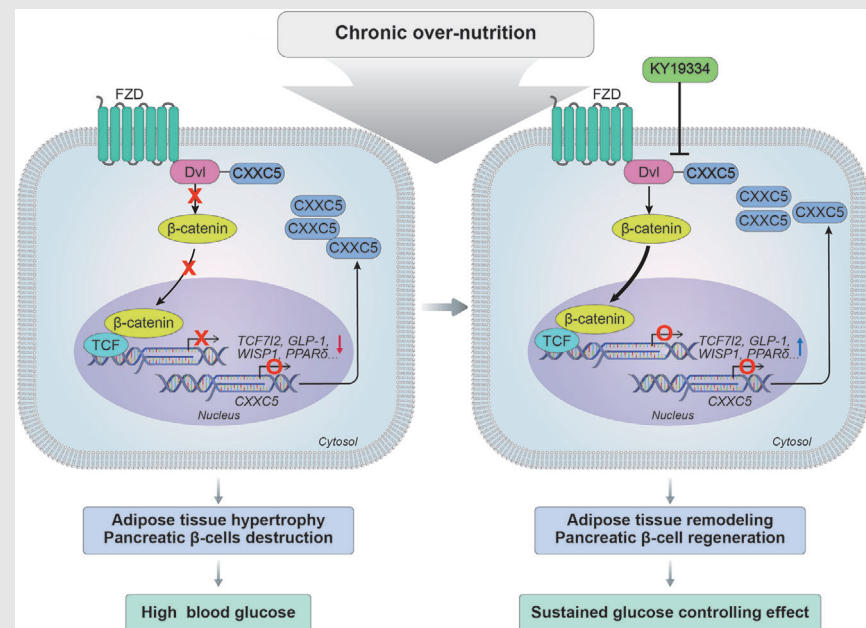 Chronic over-nutrition
FZD
Dvl
CXXC5
X
β-catenin
CXXC5
CXXC5
CXXC5
X
β-catenin
TCF
X
TCF7l2, GLP-1,
WISP1, PPARδ...
CXXC5
Nucleus
Cytosol
Adipose tissue hypertrophy
Pancreatic β-cells destruction
High blood glucose
KY19334
FZD
Dvl
CXXC5
β-catenin
CXXC5
CXXC5
CXXC5
β-catenin
TCF
TCF7l2, GLP-1,
WISP1, PPARδ...
CXXC5
Nucleus
Cytosol
Adipose tissue remodeling
Pancreatic β-cell regeneration
Sustained glucose controlling effect